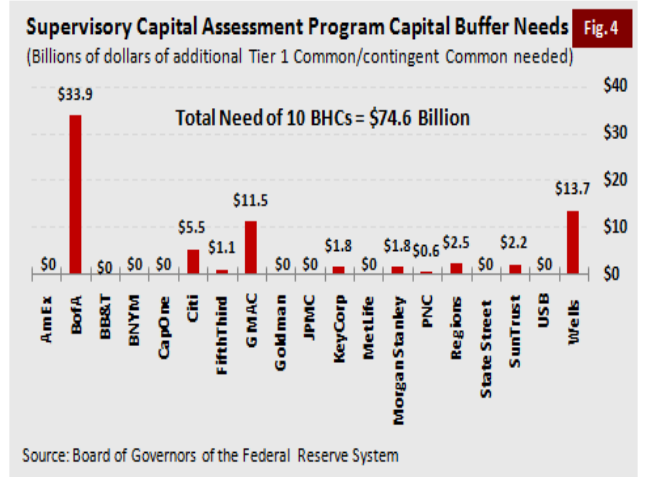 Supervisory Capital Assessment Program Capital Buffer Needs
Fig. 4
(Billions of dollars of additional Tier 1 Common/contingent Common needed)
$40
$33.9
Total Need of 10 BHCs = $74.6 Billion
$30
$20
$11.5
$13.7
$10
$5.5
$1.1
$1.8
$1.8
$0.6
$2.5
$2.2
$0
$0
$0
$0
$0
$0
$0
$0
$0
$0
AmEx
BofA
BB&T
BNYM
CapOne
Citi
FifthThird
GMAC
Goldman
JPMC
KeyCorp
MetLife
Morgan Stanley
PNC
Regions
State Street
SunTrust
USB
Wells
Source: Board of Governors of the Federal Reserve System